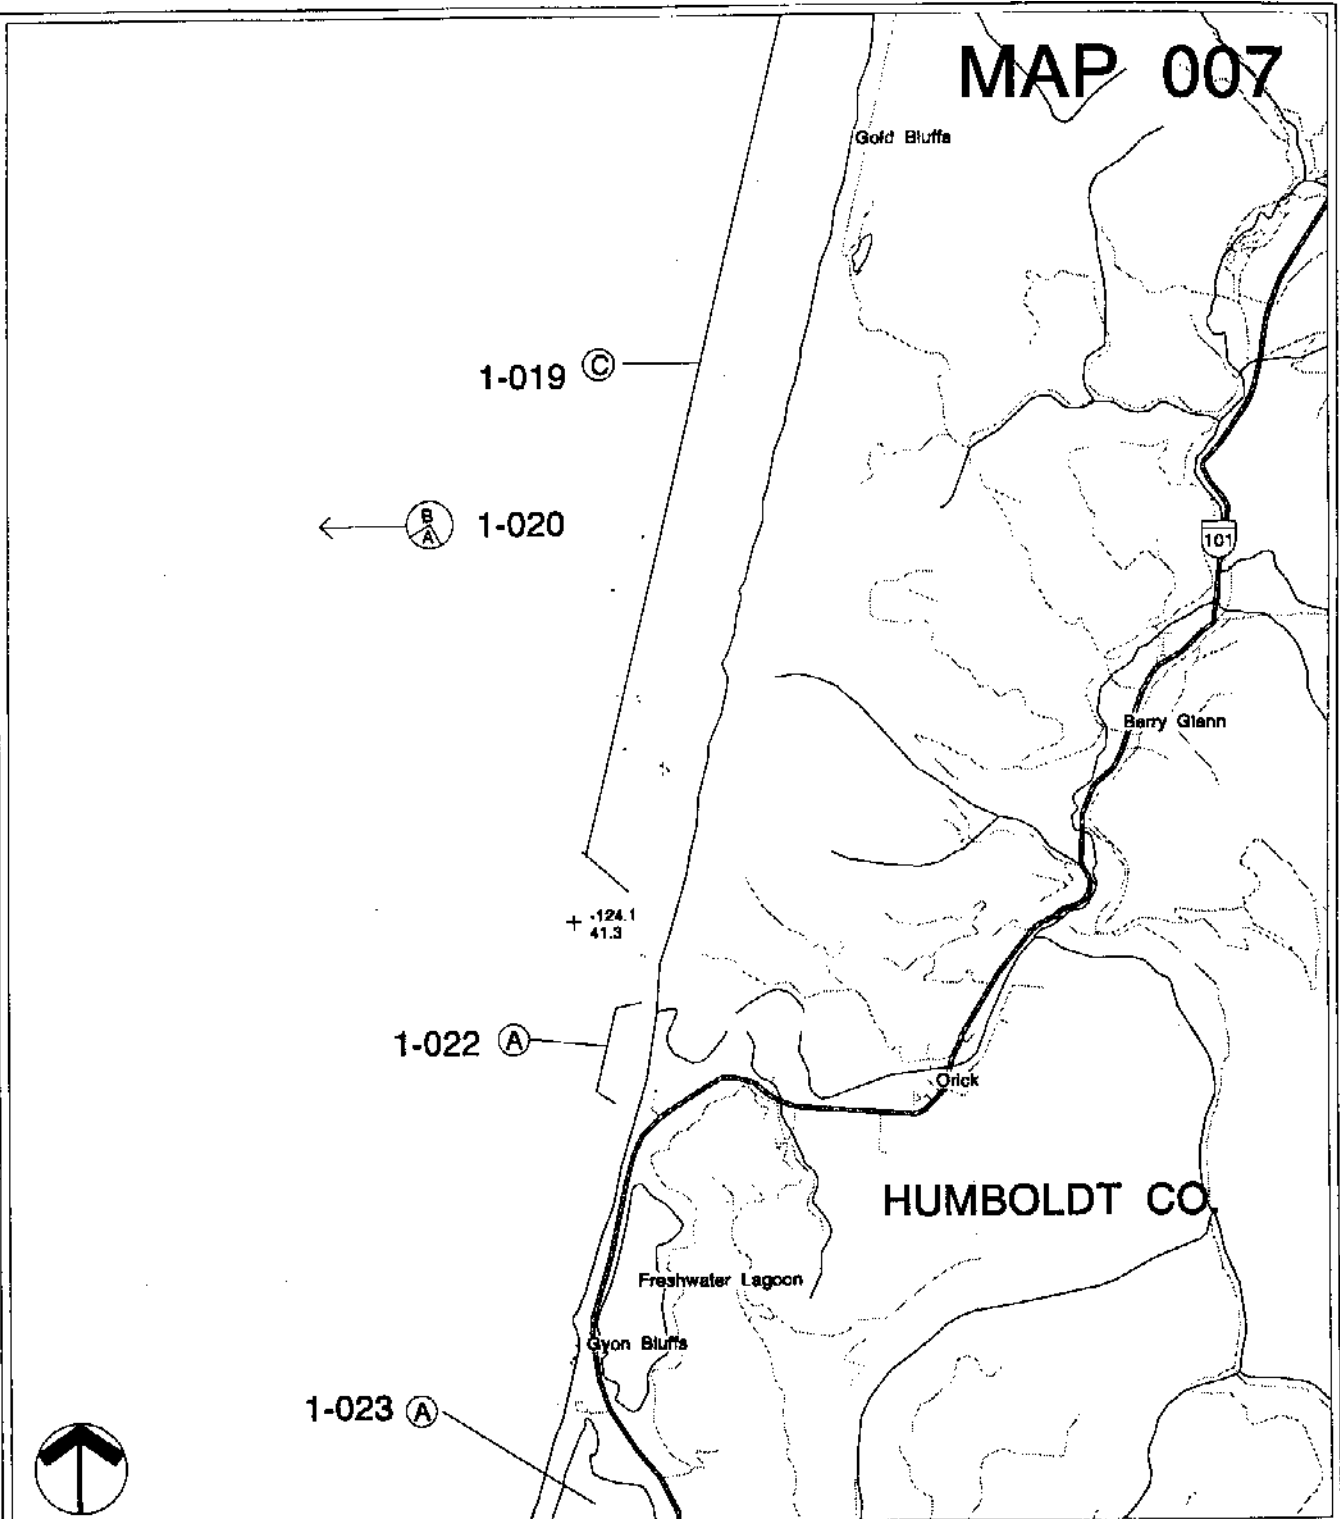 MAP 007
Gold Bluffs
1-019 C
B
A
1-020
101
Barry Glenn
-124.1
41.3
1-022 A
Orick
HUMBOLDT CO.
Freshwater Lagoon
Gyon Bluffs
1-023 A